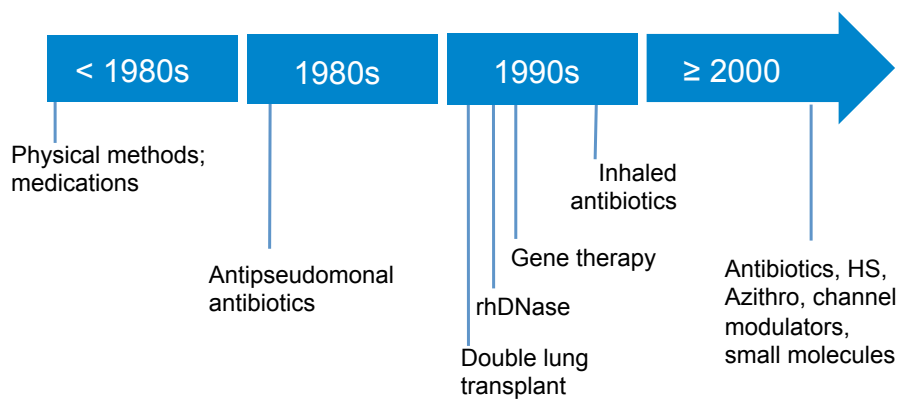 < 1980s
1980s
1990s
≥ 2000
Physical methods;
medications
Antipseudomonal
antibiotics
Double lung
transplant
rhDNase
Gene therapy
Inhaled
antibiotics
Antibiotics, HS,
Azithro, channel
modulators,
small molecules